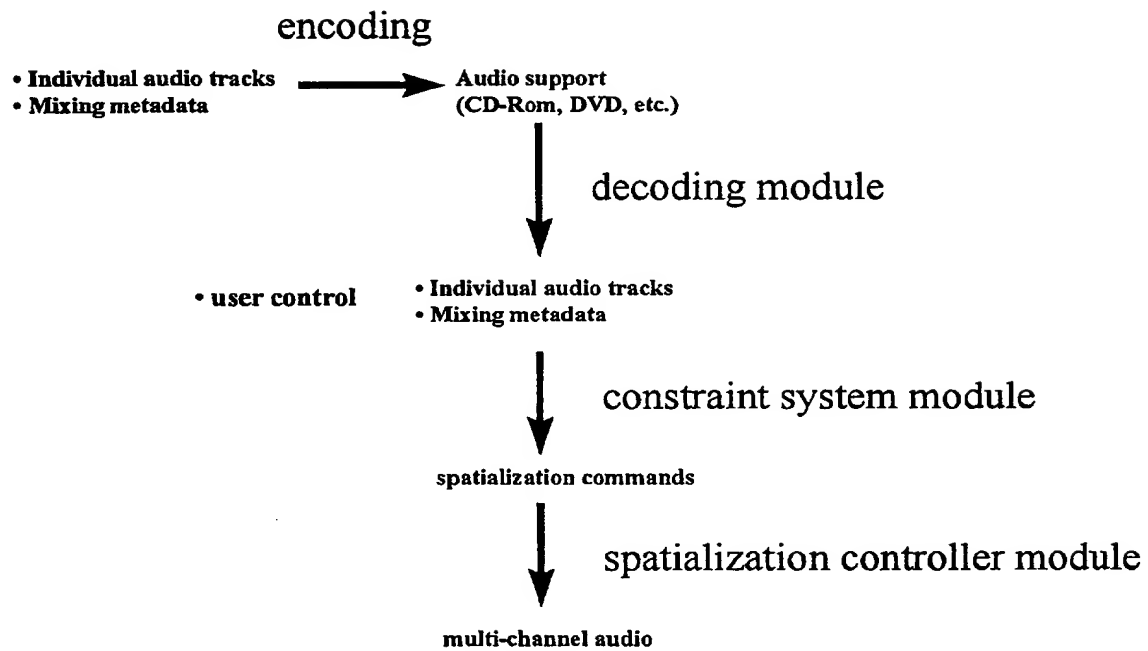 encoding
• Individual audio tracks
• Mixing metadata
Audio support
(CD-Rom, DVD, etc.)
decoding module
• user control
• Individual audio tracks
• Mixing metadata
constraint system module
spatialization commands
spatialization controller module
multi-channel audio